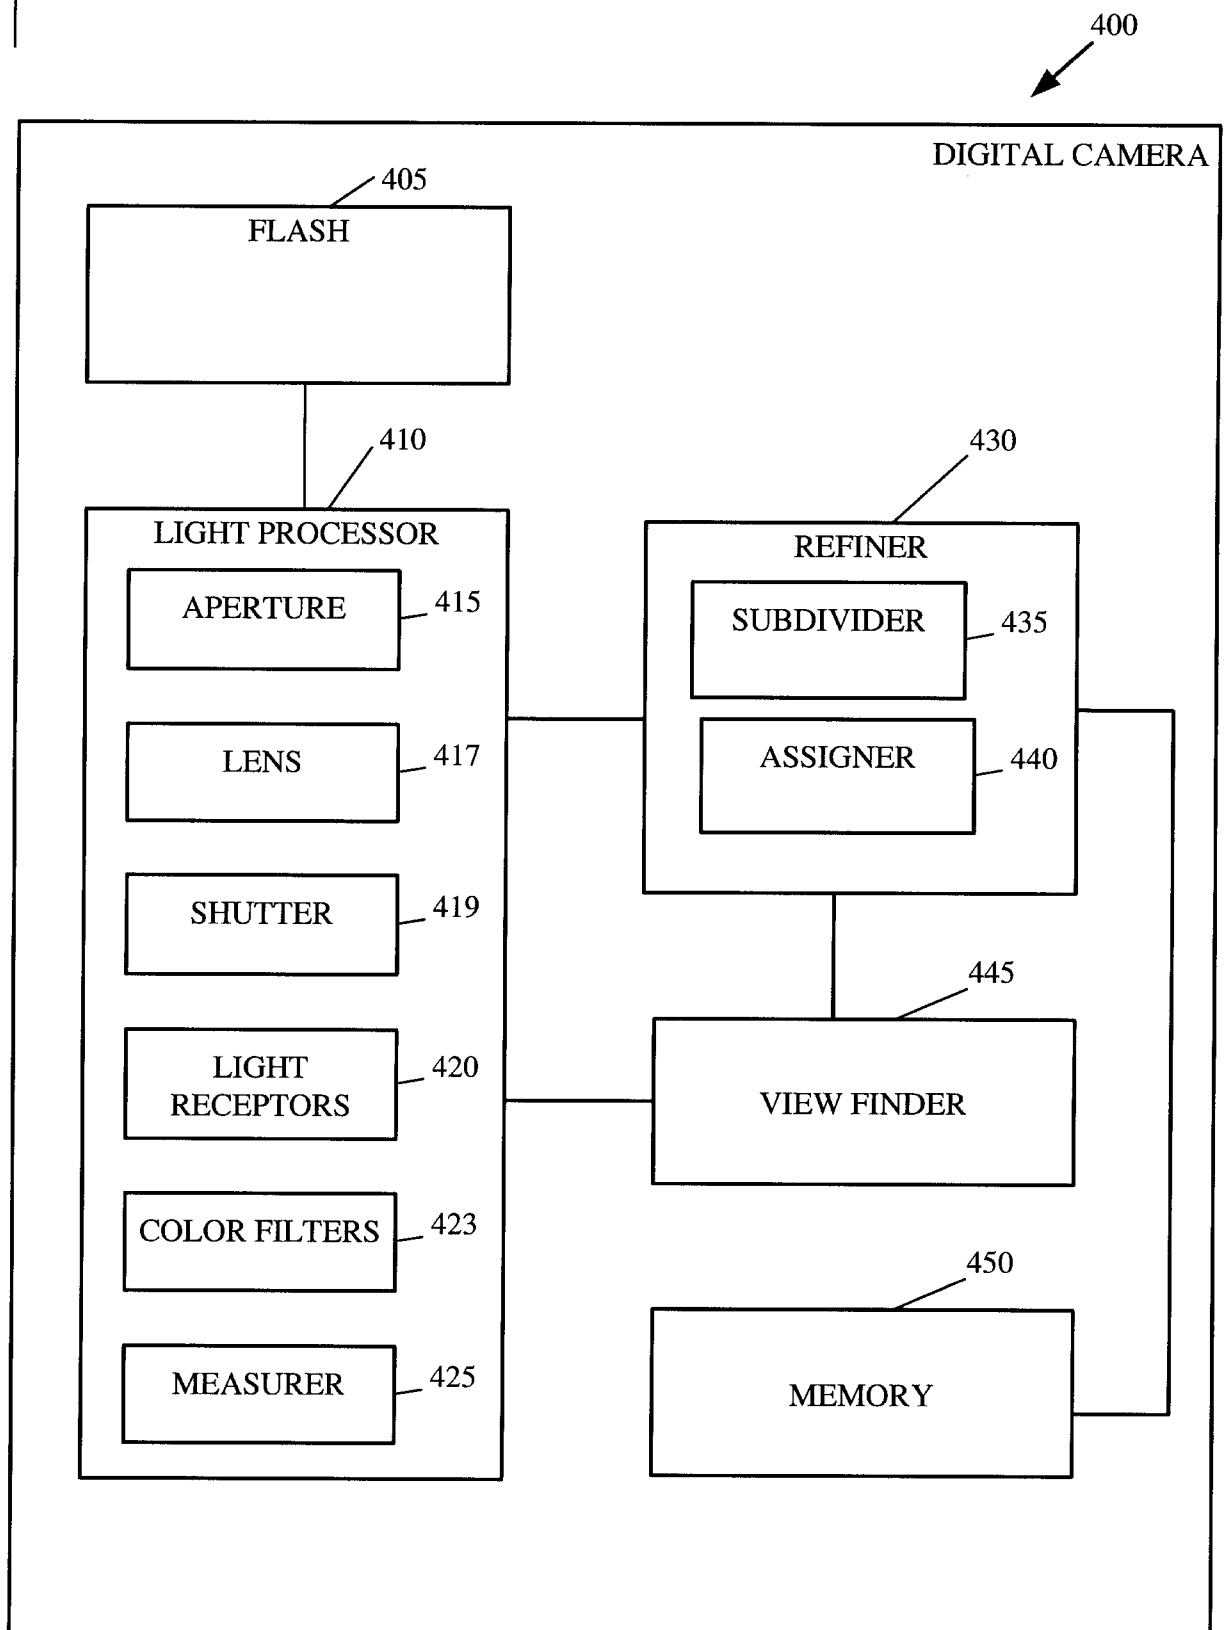 400
DIGITAL CAMERA
405
FLASH
410
LIGHT PROCESSOR
APERTURE
415
LENS
417
SHUTTER
419
LIGHT
RECEPTORS
420
COLOR FILTERS
423
MEASURER
425
430
REFINER
SUBDIVIDER
435
ASSIGNER
440
445
VIEW FINDER
450
MEMORY